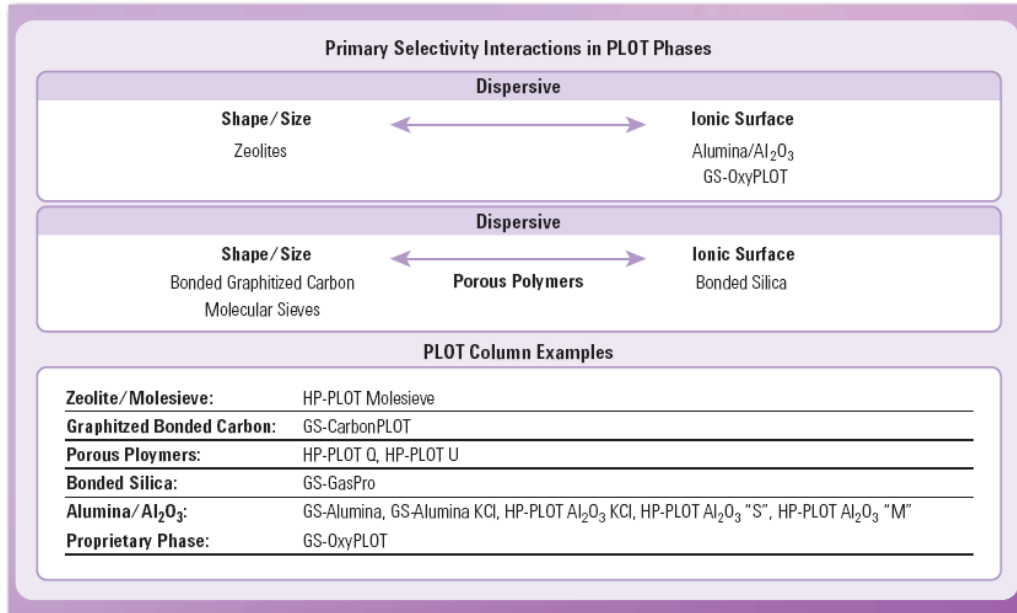 Primary Selectivity Interactions in PLOT Phases
Dispersive
Shape/Size Ionic Surface
Zeolites Alumina/Al₂O₃
GS-OxyPLOT
Dispersive
Shape/Size Ionic Surface
Bonded Graphitized Carbon Porous Polymers Bonded Silica
Molecular Sieves
PLOT Column Examples
Zeolite/Molesieve: HP-PLOT Molesieve
Graphitzed Bonded Carbon: GS-CarbonPLOT
Porous Ploymers: HP-PLOT Q, HP-PLOT U
Bonded Silica: GS-GasPro
Alumina/Al₂O₃: GS-Alumina, GS-Alumina KCl, HP-PLOT Al₂O₃ KCl, HP-PLOT Al₂O₃ “S”, HP-PLOT Al₂O₃ “M”
Proprietary Phase: GS-OxyPLOT